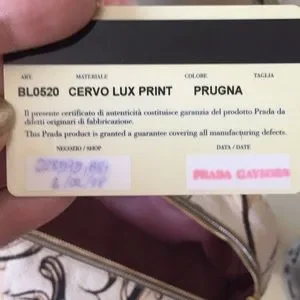 ART. MATERIALE COLORE TAGLIA
BL0520 CERVO LUX PRINT PRUGNA
Il presente certificato di autenticità costituisce garanzia del prodotto Prada da
difetti originari di fabbricazione.
This Prada product is granted a guarantee covering all manufacturing defects.
NEGOZIO / SHOP DATA / DATE
PRADA